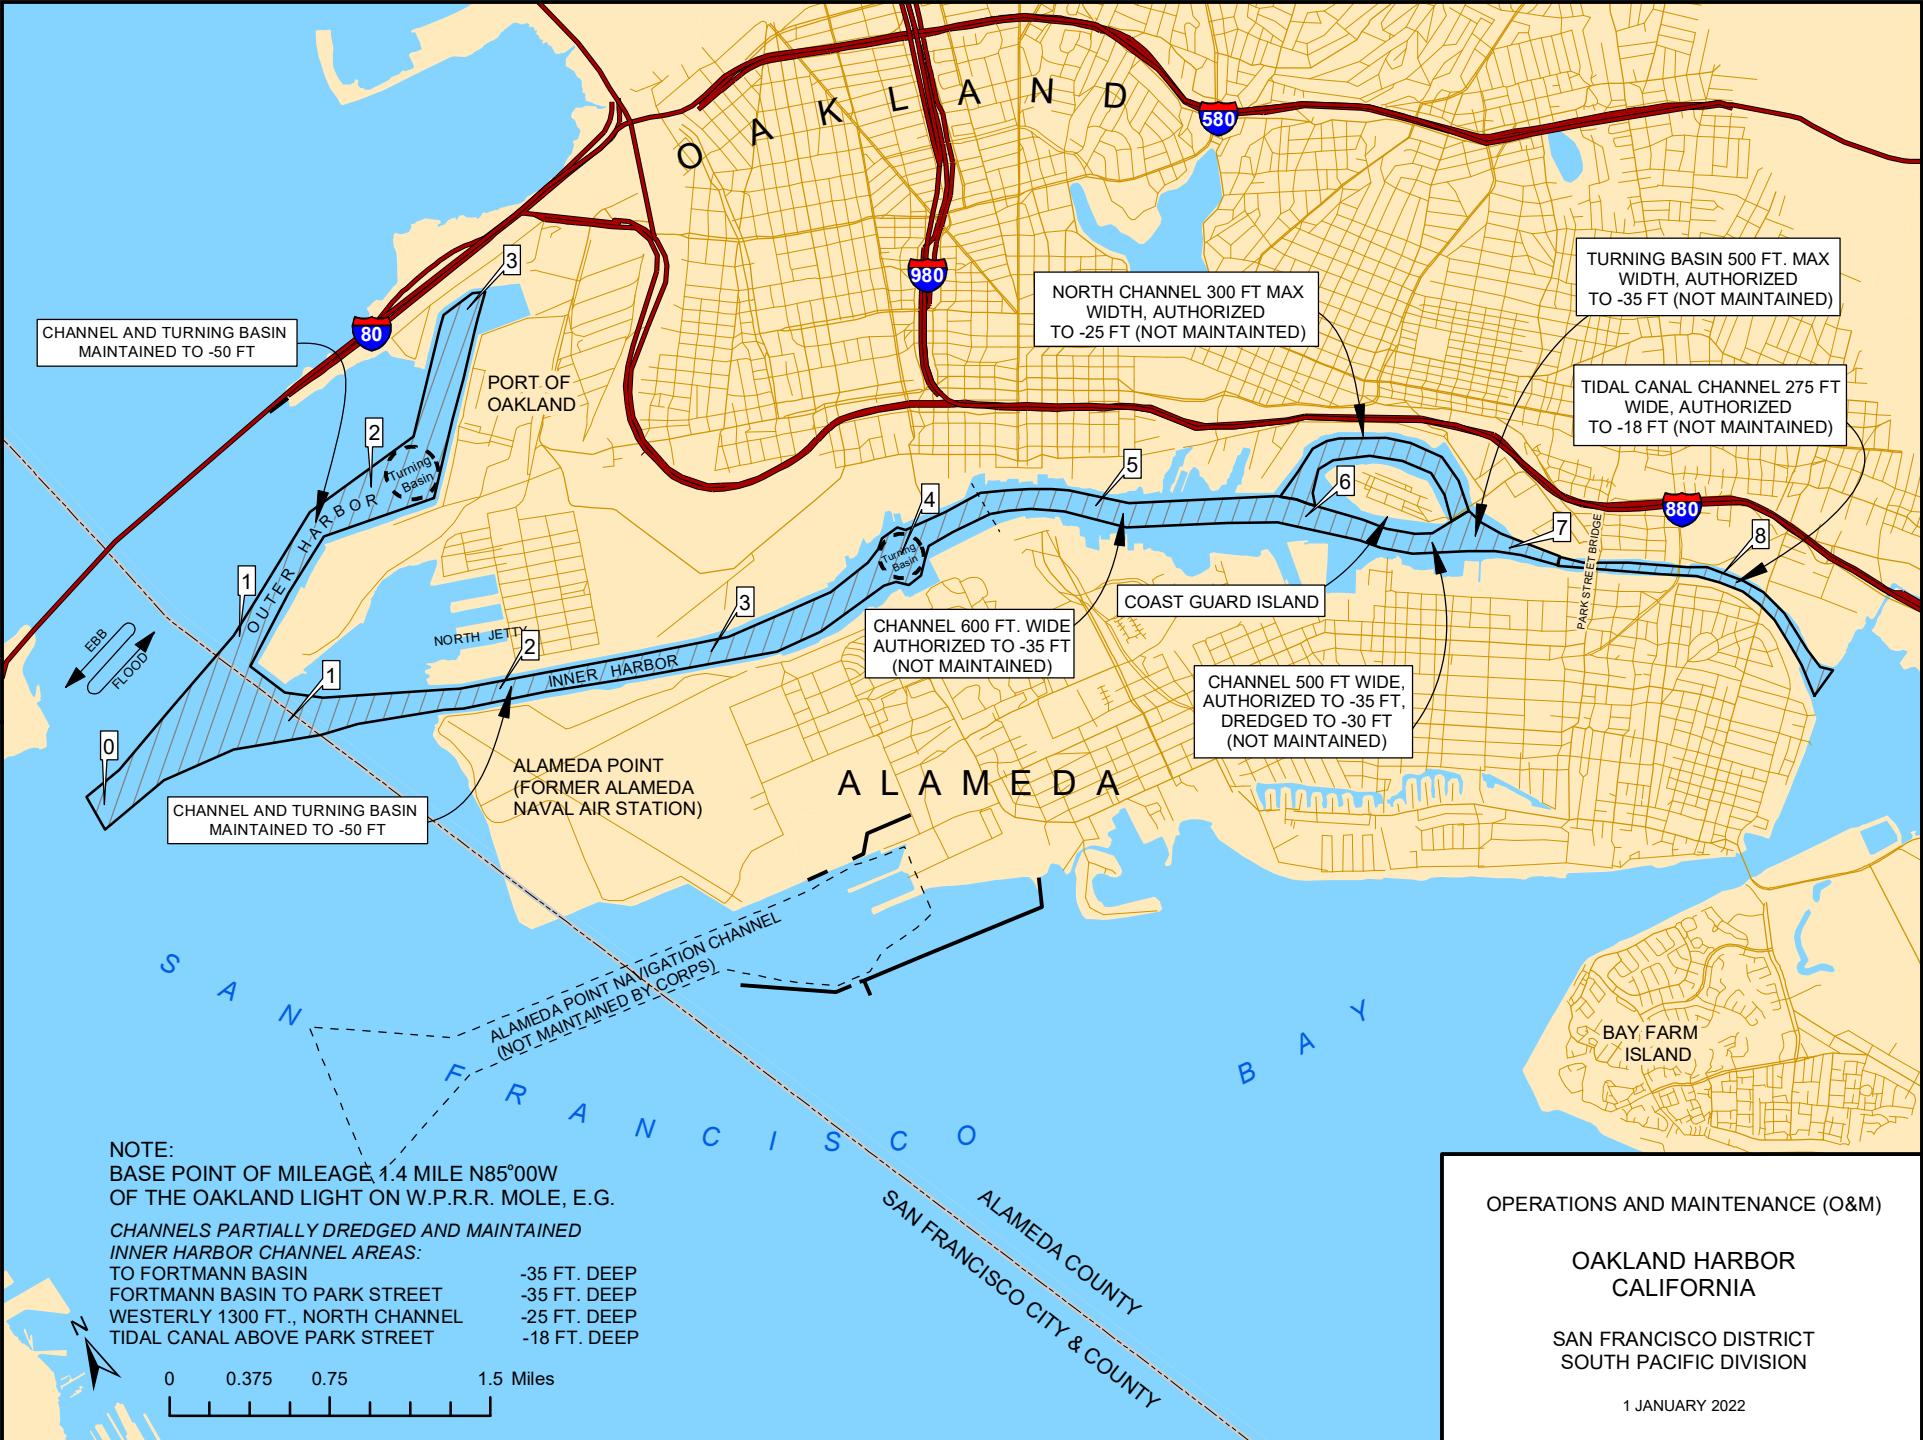 O A K L A N D
580
980
80
880
3
CHANNEL AND TURNING BASIN
MAINTAINED TO -50 FT
NORTH CHANNEL 300 FT MAX
WIDTH, AUTHORIZED
TO -25 FT (NOT MAINTAINTED)
TURNING BASIN 500 FT. MAX
WIDTH, AUTHORIZED
TO -35 FT (NOT MAINTAINED)
TIDAL CANAL CHANNEL 275 FT
WIDE, AUTHORIZED
TO -18 FT (NOT MAINTAINED)
PORT OF
OAKLAND
2
Turning
Basin
OUTER HARBOR
1
EBB
FLOOD
0
1
NORTH JETTY
2
INNER HARBOR
3
4
Turning
Basin
5
6
7
8
PARK STREET BRIDGE
COAST GUARD ISLAND
CHANNEL 600 FT. WIDE
AUTHORIZED TO -35 FT
(NOT MAINTAINED)
CHANNEL 500 FT WIDE,
AUTHORIZED TO -35 FT,
DREDGED TO -30 FT
(NOT MAINTAINED)
CHANNEL AND TURNING BASIN
MAINTAINED TO -50 FT
ALAMEDA POINT
(FORMER ALAMEDA
NAVAL AIR STATION)
A L A M E D A
ALAMEDA POINT NAVIGATION CHANNEL
(NOT MAINTAINED BY CORPS)
S A N F R A N C I S C O B A Y
BAY FARM
ISLAND
ALAMEDA COUNTY
SAN FRANCISCO CITY & COUNTY
NOTE:
BASE POINT OF MILEAGE 1.4 MILE N85°00W
OF THE OAKLAND LIGHT ON W.P.R.R. MOLE, E.G.
CHANNELS PARTIALLY DREDGED AND MAINTAINED
INNER HARBOR CHANNEL AREAS:
TO FORTMANN BASIN -35 FT. DEEP
FORTMANN BASIN TO PARK STREET -35 FT. DEEP
WESTERLY 1300 FT., NORTH CHANNEL -25 FT. DEEP
TIDAL CANAL ABOVE PARK STREET -18 FT. DEEP
N
0 0.375 0.75 1.5 Miles
OPERATIONS AND MAINTENANCE (O&M)
OAKLAND HARBOR
CALIFORNIA
SAN FRANCISCO DISTRICT
SOUTH PACIFIC DIVISION
1 JANUARY 2022